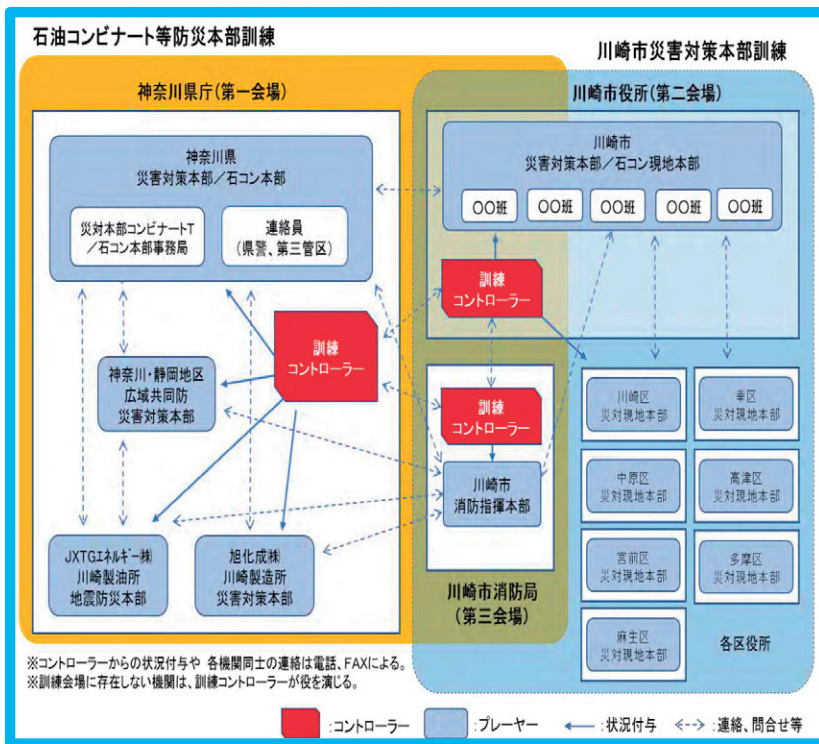 石油コンビナート等防災本部訓練
川崎市災害対策本部訓練
神奈川県庁(第一会場)
川崎市役所(第二会場)
神奈川県
災害対策本部/石コン本部
災対本部コンビナートT
/石コン本部事務局
連絡員
(県警、第三管区)
川崎市
災害対策本部/石コン現地本部
〇〇班
〇〇班
〇〇班
〇〇班
〇〇班
訓練
コントローラー
訓練
コントローラー
訓練
コントローラー
神奈川・静岡地区
広域共同防
災害対策本部
川崎市
消防指揮本部
JXTGエネルギー㈱
川崎製油所
地震防災本部
旭化成㈱
川崎製造所
災害対策本部
川崎市消防局
(第三会場)
川崎区
災対現地本部
幸区
災対現地本部
中原区
災対現地本部
高津区
災対現地本部
宮前区
災対現地本部
多摩区
災対現地本部
麻生区
災対現地本部
各区役所
※コントローラーからの状況付与や 各機関同士の連絡は電話、FAXによる。
※訓練会場に存在しない機関は、訓練コントローラーが役を演じる。
:コントローラー
:プレーヤー
:状況付与
:連絡、問合せ等